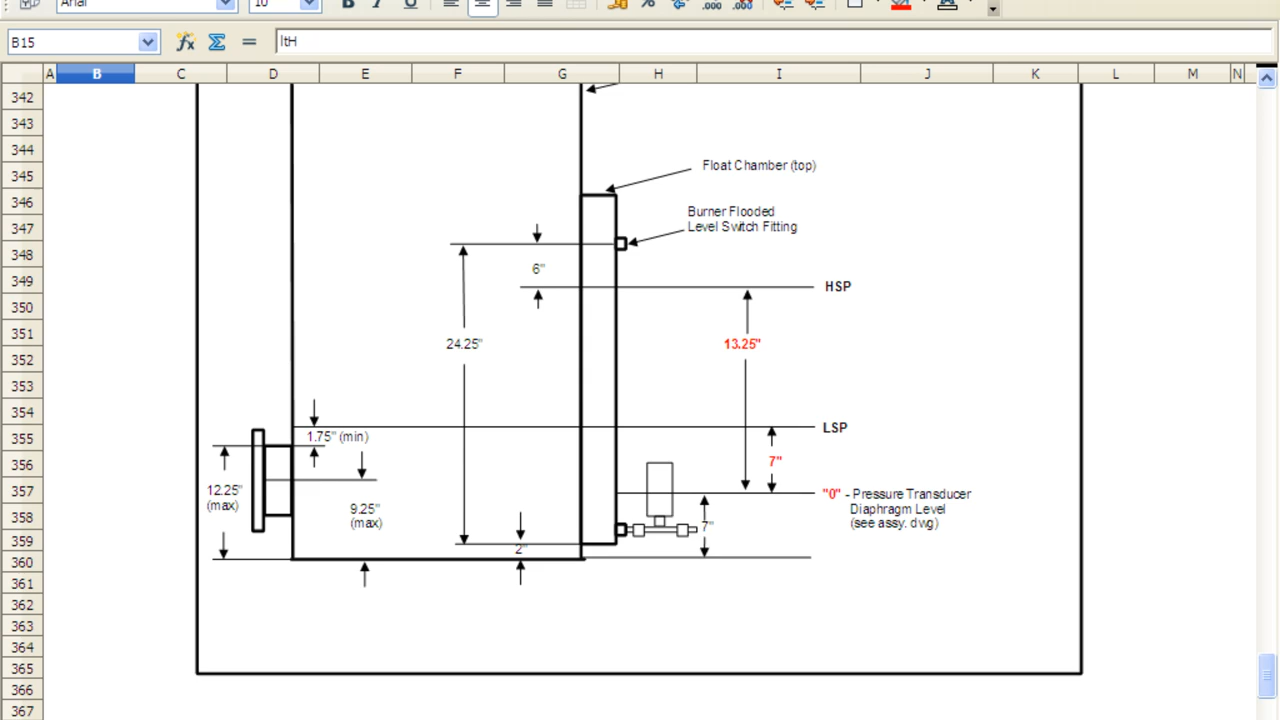 Arial 10
B15 ltH
A B C D E F G H I J K L M N
342
343
344
345
346
347
348
349
350
351
352
353
354
355
356
357
358
359
360
361
362
363
364
365
366
367
Float Chamber (top)
Burner Flooded
Level Switch Fitting
6"
HSP
24.25"
13.25"
LSP
1.75" (min)
7"
12.25"
(max)
9.25"
(max)
"0" - Pressure Transducer
Diaphragm Level
(see assy. dwg)
7"
2"